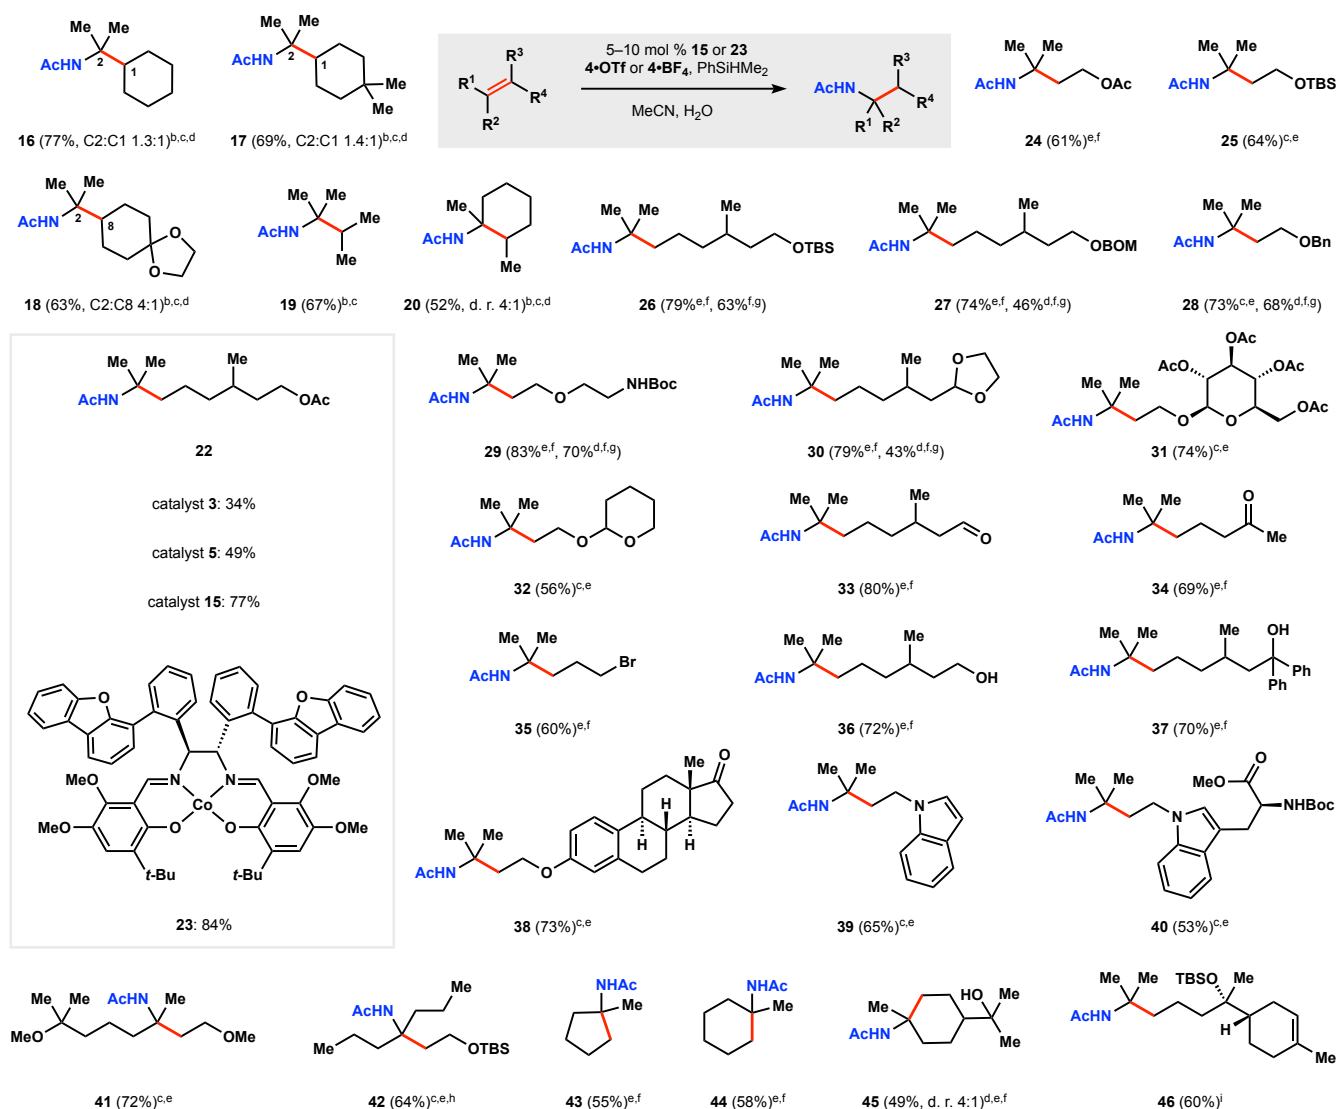 Me Me
AcHN
2
1
16 (77%, C2:C1 1.3:1)b,c,d
Me Me
AcHN
2
1
Me
Me
17 (69%, C2:C1 1.4:1)b,c,d
R1
R2
R3
R4
5–10 mol % 15 or 23
4•OTf or 4•BF4, PhSiHMe2
MeCN, H2O
AcHN
R1
R2
R3
R4
Me Me
AcHN
OAc
24 (61%)e,f
Me Me
AcHN
OTBS
25 (64%)c,e
Me Me
AcHN
2
8
O
O
18 (63%, C2:C8 4:1)b,c,d
Me Me
AcHN
Me
Me
19 (67%)b,c
Me
AcHN
Me
20 (52%, d. r. 4:1)b,c,d
Me Me
Me
AcHN
OTBS
26 (79%e,f, 63%f,g)
Me Me
Me
AcHN
OBOM
27 (74%e,f, 46%d,f,g)
Me Me
AcHN
OBn
28 (73%c,e, 68%d,f,g)
Me Me
Me
AcHN
OAc
22
catalyst 3: 34%
catalyst 5: 49%
catalyst 15: 77%
O
O
MeO
MeO
N
N
Co
O
O
OMe
OMe
t-Bu
t-Bu
23: 84%
Me Me
AcHN
O
NHBoc
29 (83%e,f, 70%d,f,g)
Me Me
Me
AcHN
O
O
30 (79%e,f, 43%d,f,g)
OAc
AcO
OAc
Me Me
AcHN
O
O
OAc
31 (74%)c,e
Me Me
AcHN
O
O
32 (56%)c,e
Me Me
Me
AcHN
O
33 (80%)e,f
Me Me
AcHN
O
Me
34 (69%)e,f
Me Me
AcHN
Br
35 (60%)e,f
Me Me
Me
AcHN
OH
36 (72%)e,f
Me Me
Me
OH
AcHN
Ph
Ph
37 (70%)e,f
Me Me
AcHN
O
Me
O
H
H
H
38 (73%)c,e
Me Me
AcHN
N
39 (65%)c,e
Me Me
AcHN
N
MeO
O
NHBoc
40 (53%)c,e
Me Me
AcHN Me
MeO
OMe
41 (72%)c,e
AcHN
Me
Me
OTBS
42 (64%)c,e,h
NHAc
Me
43 (55%)e,f
NHAc
Me
44 (58%)e,f
Me
AcHN
HO
Me
Me
45 (49%, d. r. 4:1)d,e,f
Me Me
AcHN
TBSO
Me
H
Me
46 (60%)i